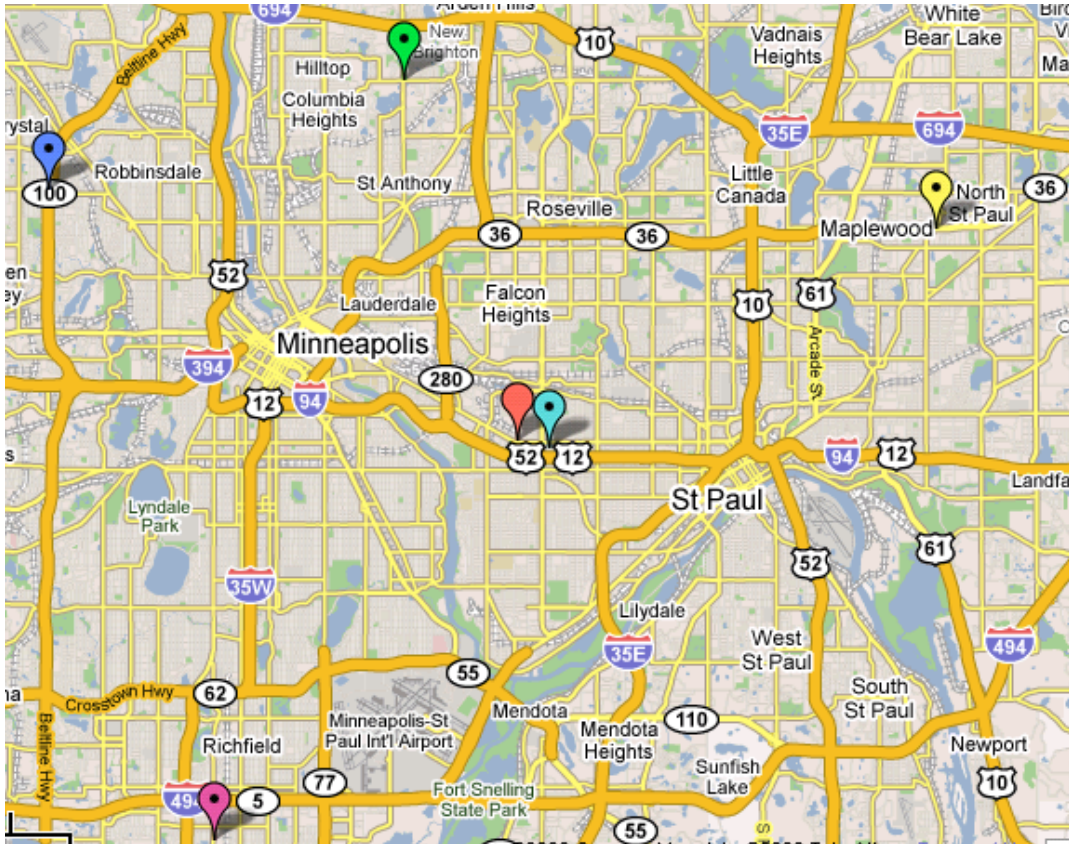 694
Arden Hills
New
Brighton
10
Vadnais
Heights
White
Bear Lake
Beltline Hwy
Hilltop
Columbia
Heights
35E
694
Robbinsdale
100
St Anthony
Little
Canada
36
North
St Paul
Roseville
36
36
Maplewood
52
Lauderdale
Falcon
Heights
10
61
Minneapolis
Arcade St
394
280
12
94
52
12
94
12
St Paul
Lyndale
Park
61
52
35W
Lilydale
35E
West
St Paul
494
55
62
Crosstown Hwy
Beltline Hwy
Mendota
110
South
St Paul
Minneapolis-St
Paul Int'l Airport
Richfield
Mendota
Heights
Newport
77
Sunfish
Lake
10
494
5
Fort Snelling
State Park
55